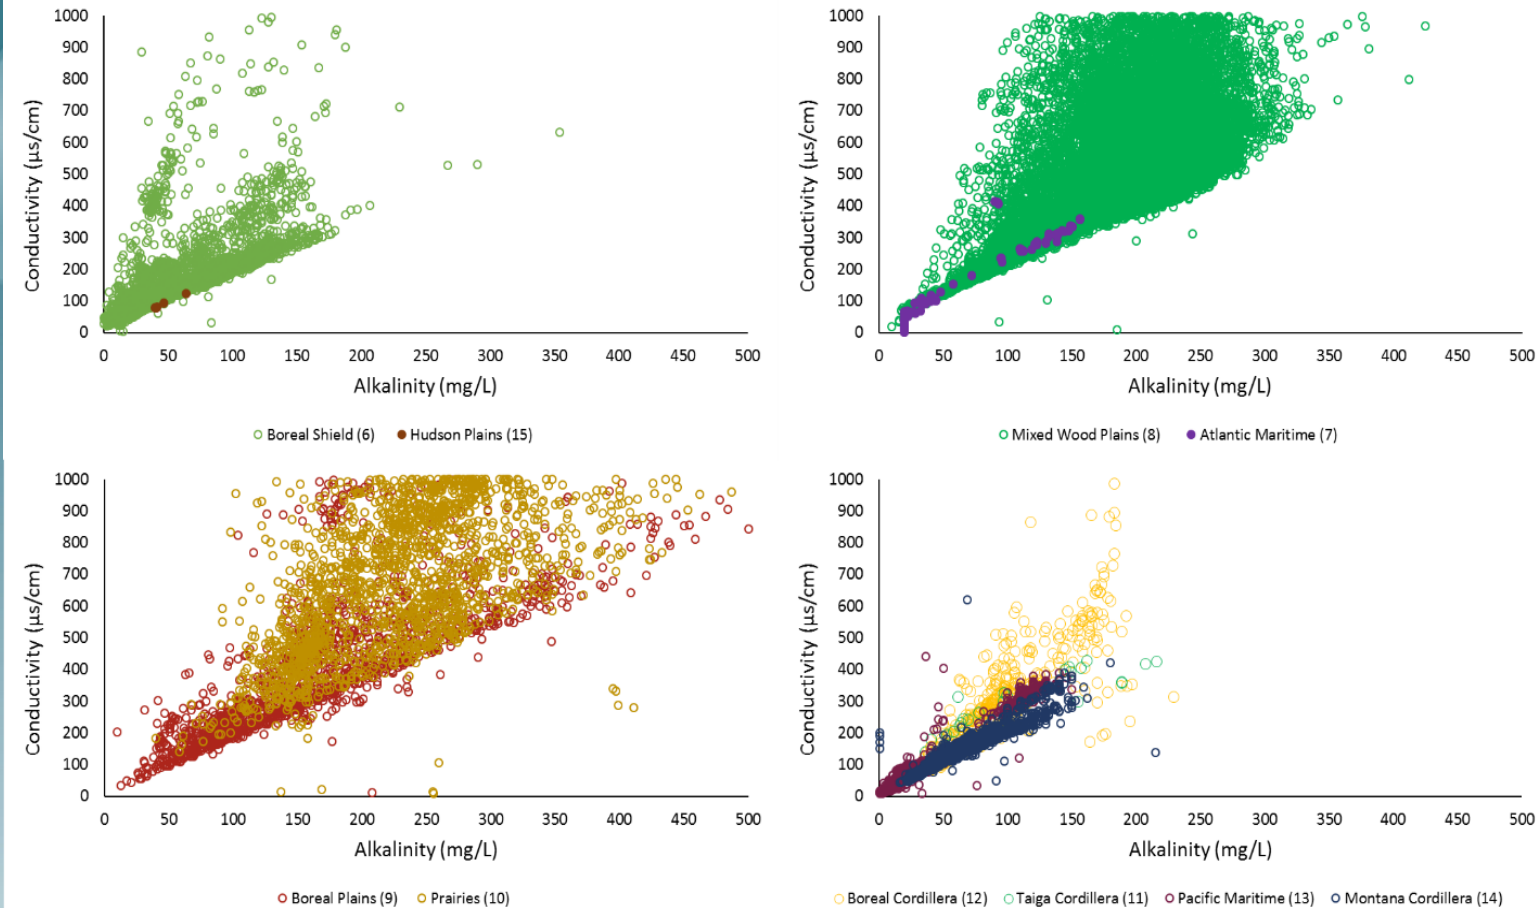 1000
900
800
700
600
500
400
300
200
100
0
Conductivity (μs/cm)
0 50 100 150 200 250 300 350 400 450 500
Alkalinity (mg/L)
Boreal Shield (6) Hudson Plains (15)
1000
900
800
700
600
500
400
300
200
100
0
Conductivity (μs/cm)
0 50 100 150 200 250 300 350 400 450 500
Alkalinity (mg/L)
Mixed Wood Plains (8) Atlantic Maritime (7)
1000
900
800
700
600
500
400
300
200
100
0
Conductivity (μs/cm)
0 50 100 150 200 250 300 350 400 450 500
Alkalinity (mg/L)
Boreal Plains (9) Prairies (10)
1000
900
800
700
600
500
400
300
200
100
0
Conductivity (μs/cm)
0 50 100 150 200 250 300 350 400 450 500
Alkalinity (mg/L)
Boreal Cordillera (12) Taiga Cordillera (11) Pacific Maritime (13) Montana Cordillera (14)